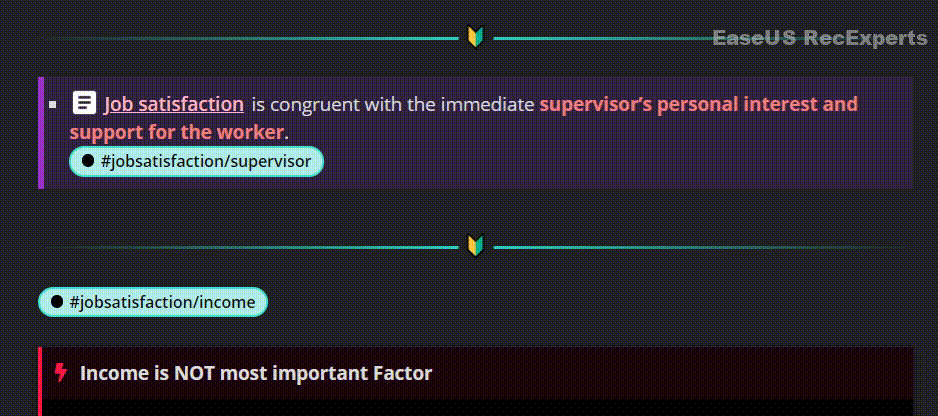 EaseUS RecExperts
Job satisfaction is congruent with the immediate supervisor’s personal interest and
support for the worker.
#jobsatisfaction/supervisor
#jobsatisfaction/income
Income is NOT most important Factor